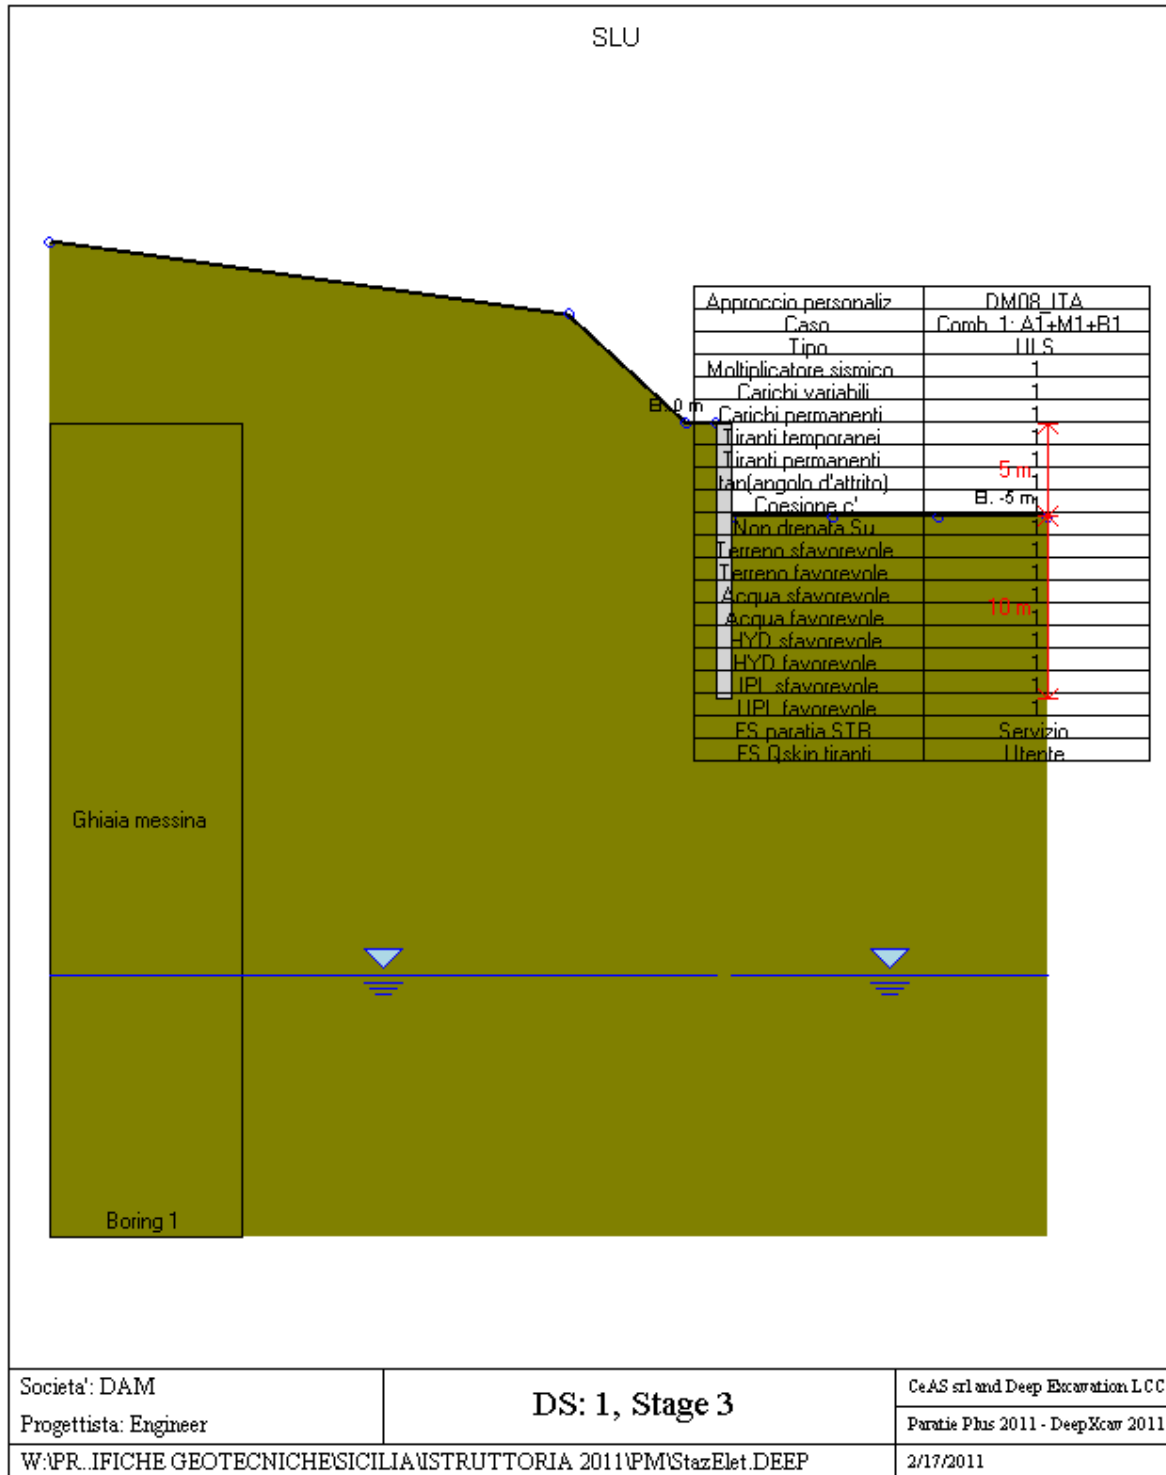 SLU
Approccio personaliz DM08_ITA
Caso Comb. 1: A1+M1+R1
Tipo ULS
Moltiplicatore sismico 1
Carichi variabili 1
El. 0 m
Carichi permanenti 1
Tiranti temporanei 1
Tiranti permanenti 1
5 m
tan(angolo d'attrito) 1
Coesione c' 1
El. -5 m
Non drenata Su 1
Terreno sfavorevole 1
Terreno favorevole 1
Acqua sfavorevole 1
10 m
Acqua favorevole 1
HYD sfavorevole 1
HYD favorevole 1
UPL sfavorevole 1
UPL favorevole 1
FS paratia STR Servizio
FS Qskin tiranti Utente
Ghiaia messina
Boring 1
Societa': DAM
Progettista: Engineer
DS: 1, Stage 3
CeAS srl and Deep Excavation LCC
Paratie Plus 2011 - DeepXcav 2011
W:\PR..IFICHE GEOTECNICHE\SICILIA\ISTRUTTORIA 2011\PM\StazElet.DEEP
2/17/2011